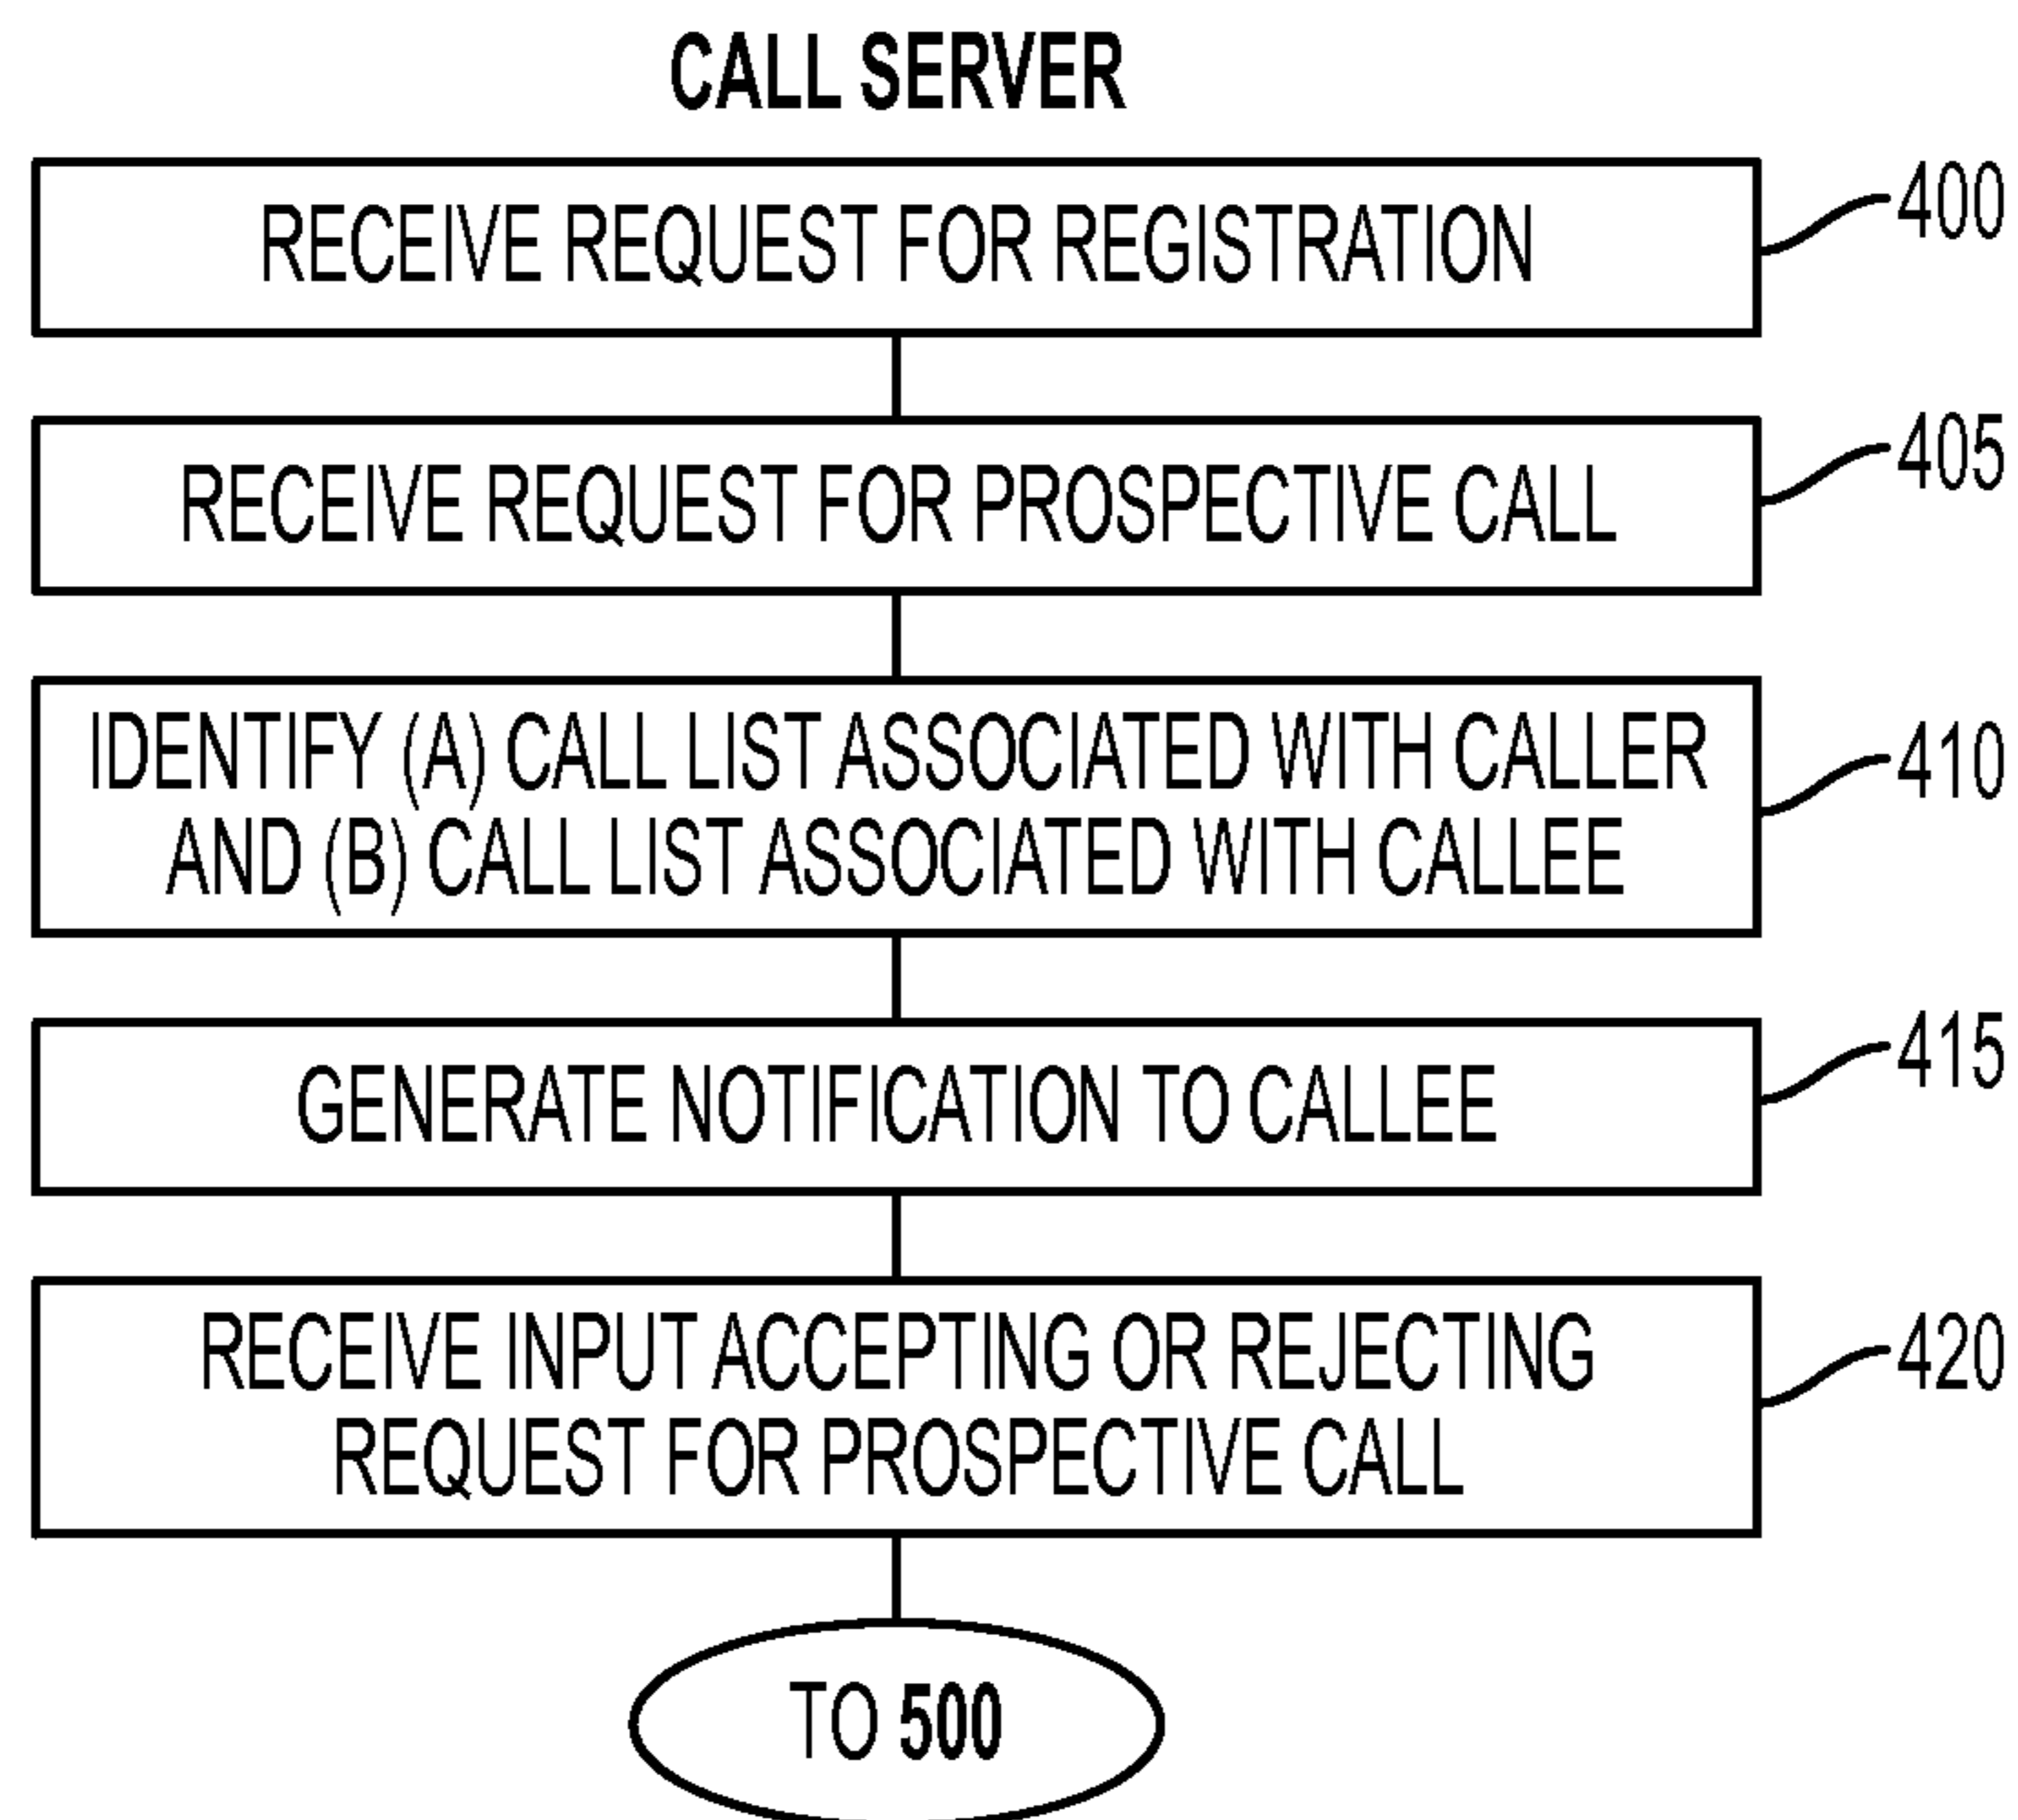 CALL SERVER
RECEIVE REQUEST FOR REGISTRATION
400
RECEIVE REQUEST FOR PROSPECTIVE CALL
405
IDENTIFY (A) CALL LIST ASSOCIATED WITH CALLER
AND (B) CALL LIST ASSOCIATED WITH CALLEE
410
GENERATE NOTIFICATION TO CALLEE
415
RECEIVE INPUT ACCEPTING OR REJECTING
REQUEST FOR PROSPECTIVE CALL
420
TO 500